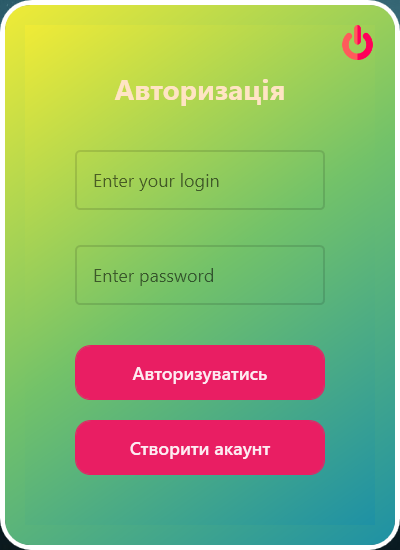 Авторизація
Enter your login
Enter password
Авторизуватись
Створити акаунт